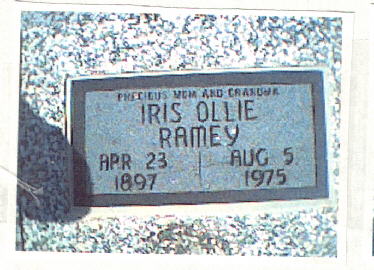 PRECIOUS MOM AND GRANDMA
IRIS OLLIE
RAMEY
APR 23 AUG 5
1897 1975